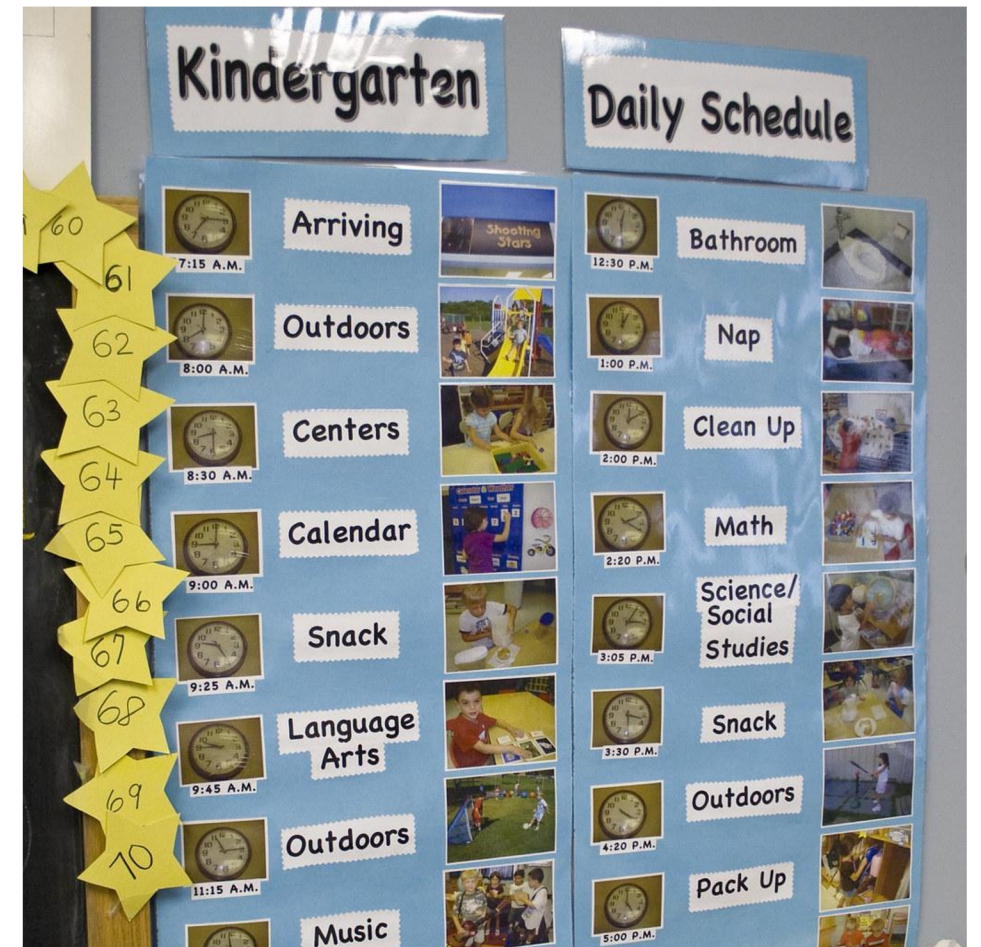 Kindergarten
Daily Schedule
60
61
62
63
64
65
66
67
68
69
70
7:15 A.M.
Arriving
Shooting
Stars
8:00 A.M.
Outdoors
8:30 A.M.
Centers
9:00 A.M.
Calendar
9:25 A.M.
Snack
9:45 A.M.
Language
Arts
11:15 A.M.
Outdoors
Music
12:30 P.M.
Bathroom
1:00 P.M.
Nap
2:00 P.M.
Clean Up
2:20 P.M.
Math
3:05 P.M.
Science/
Social
Studies
3:30 P.M.
Snack
4:20 P.M.
Outdoors
5:00 P.M.
Pack Up